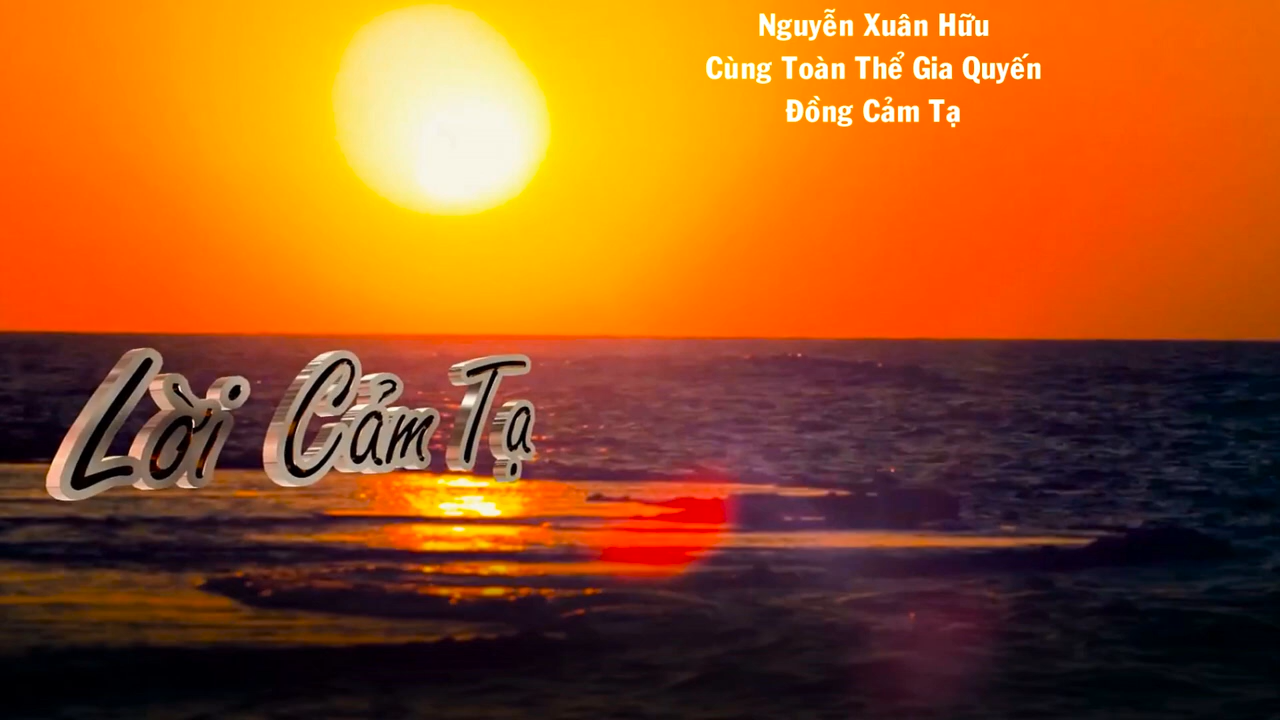 Nguyễn Xuân Hữu
Cùng Toàn Thể Gia Quyến
Đồng Cảm Tạ
Lời Cảm Tạ